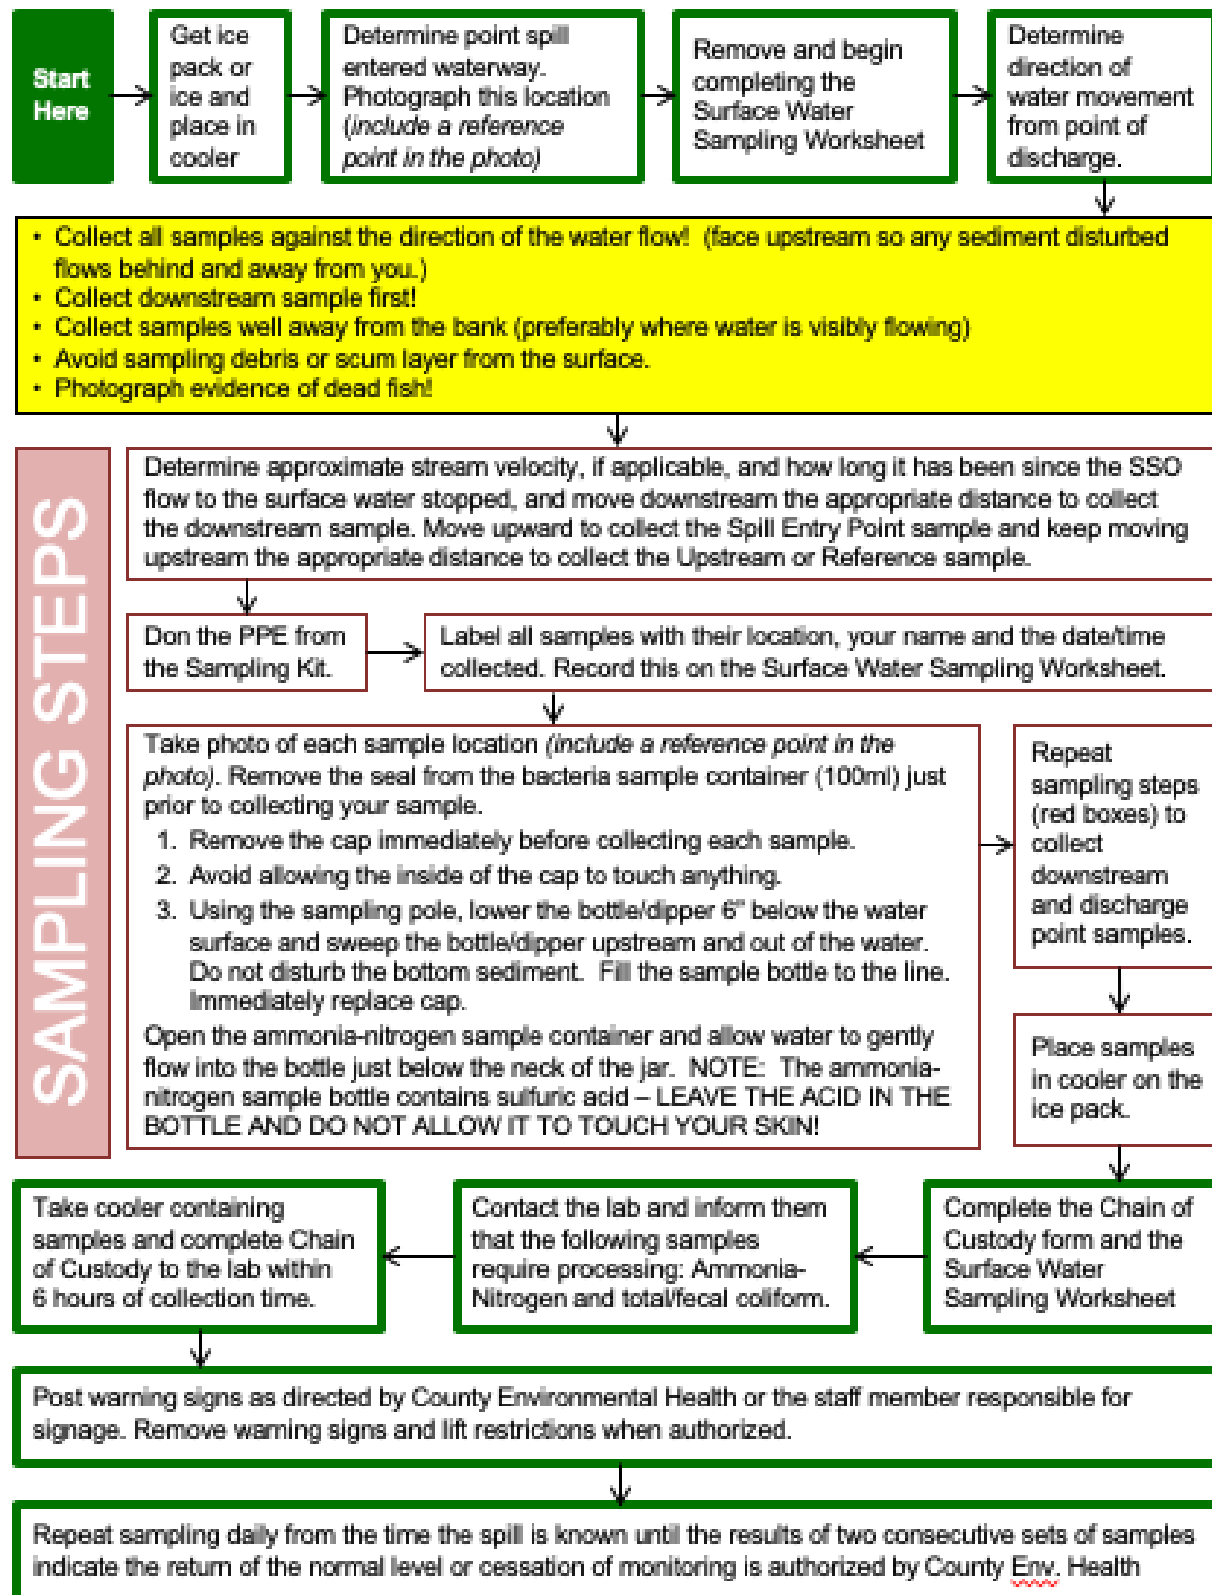 Start
Here
Get ice
pack or
ice and
place in
cooler
Determine point spill
entered waterway.
Photograph this location
(include a reference
point in the photo)
Remove and begin
completing the
Surface Water
Sampling Worksheet
Determine
direction of
water movement
from point of
discharge.
• Collect all samples against the direction of the water flow!  (face upstream so any sediment disturbed
flows behind and away from you.)
• Collect downstream sample first!
• Collect samples well away from the bank (preferably where water is visibly flowing)
• Avoid sampling debris or scum layer from the surface.
• Photograph evidence of dead fish!
SAMPLING STEPS
Determine approximate stream velocity, if applicable, and how long it has been since the SSO
flow to the surface water stopped, and move downstream the appropriate distance to collect
the downstream sample. Move upward to collect the Spill Entry Point sample and keep moving
upstream the appropriate distance to collect the Upstream or Reference sample.
Don the PPE from
the Sampling Kit.
Label all samples with their location, your name and the date/time
collected. Record this on the Surface Water Sampling Worksheet.
Take photo of each sample location (include a reference point in the
photo). Remove the seal from the bacteria sample container (100ml) just
prior to collecting your sample.
1. Remove the cap immediately before collecting each sample.
2. Avoid allowing the inside of the cap to touch anything.
3. Using the sampling pole, lower the bottle/dipper 6" below the water
surface and sweep the bottle/dipper upstream and out of the water.
Do not disturb the bottom sediment.  Fill the sample bottle to the line.
Immediately replace cap.
Open the ammonia-nitrogen sample container and allow water to gently
flow into the bottle just below the neck of the jar.  NOTE:  The ammonia-
nitrogen sample bottle contains sulfuric acid – LEAVE THE ACID IN THE
BOTTLE AND DO NOT ALLOW IT TO TOUCH YOUR SKIN!
Repeat
sampling steps
(red boxes) to
collect
downstream
and discharge
point samples.
Place samples
in cooler on the
ice pack.
Complete the Chain of
Custody form and the
Surface Water
Sampling Worksheet
Contact the lab and inform them
that the following samples
require processing: Ammonia-
Nitrogen and total/fecal coliform.
Take cooler containing
samples and complete Chain
of Custody to the lab within
6 hours of collection time.
Post warning signs as directed by County Environmental Health or the staff member responsible for
signage. Remove warning signs and lift restrictions when authorized.
Repeat sampling daily from the time the spill is known until the results of two consecutive sets of samples
indicate the return of the normal level or cessation of monitoring is authorized by County Env. Health